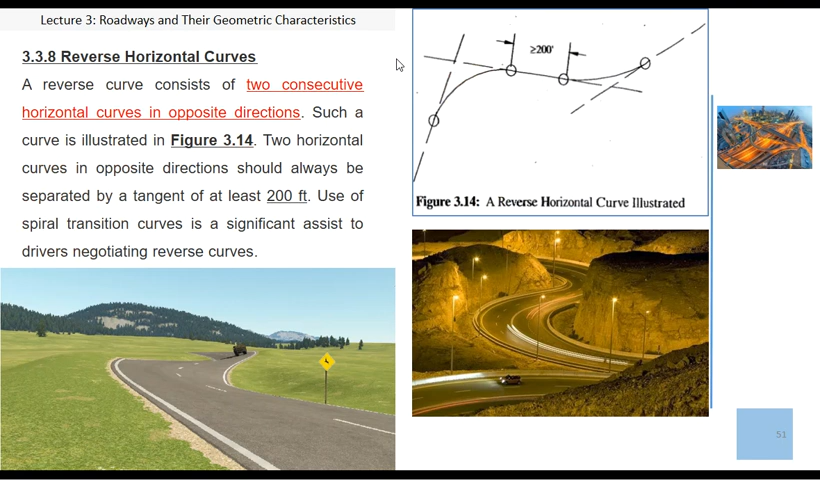 Lecture 3: Roadways and Their Geometric Characteristics
3.3.8 Reverse Horizontal Curves
A reverse curve consists of two consecutive
horizontal curves in opposite directions. Such a
curve is illustrated in Figure 3.14. Two horizontal
curves in opposite directions should always be
separated by a tangent of at least 200 ft. Use of
spiral transition curves is a significant assist to
drivers negotiating reverse curves.
≥200'
Figure 3.14: A Reverse Horizontal Curve Illustrated
51